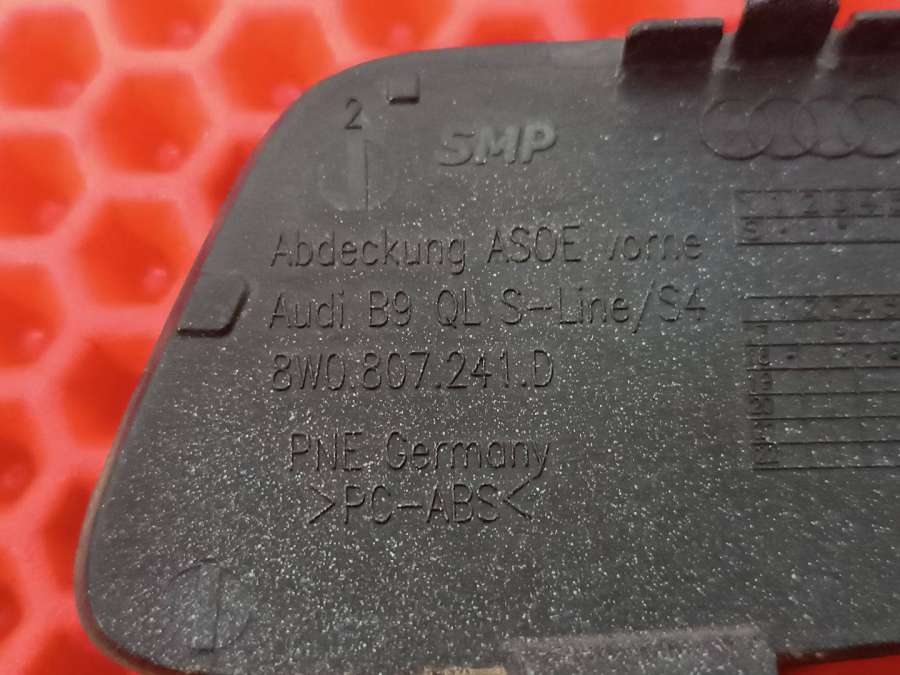 2
SMP
Abdeckung ASOE vorne
Audi B9 QL S-Line/S4
8W0.807.241.D
PNE Germany
>PC-ABS<